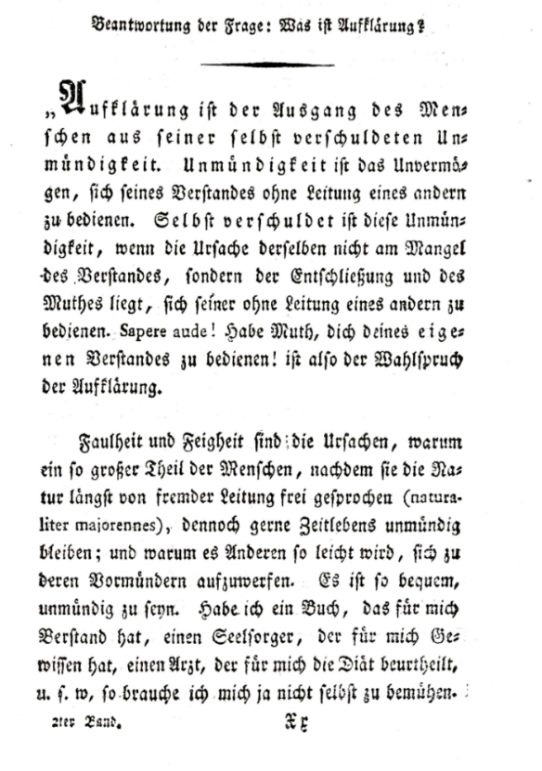 Beantwortung der Frage: Was ist Aufklärung?
„Aufklärung ist der Ausgang des Men-
schen aus seiner selbst verschuldeten Un-
mündigkeit. Unmündigkeit ist das Unvermö-
gen, sich seines Verstandes ohne Leitung eines andern
zu bedienen. Selbst verschuldet ist diese Unmün-
digkeit, wenn die Ursache derselben nicht am Mangel
des Verstandes, sondern der Entschließung und des
Muthes liegt, sich seiner ohne Leitung eines andern zu
bedienen. Sapere aude! Habe Muth, dich deines eige-
nen Verstandes zu bedienen! ist also der Wahlspruch
der Aufklärung.
Faulheit und Feigheit sind die Ursachen, warum
ein so großer Theil der Menschen, nachdem sie die Na-
tur längst von fremder Leitung frei gesprochen (natura-
liter majorennes), dennoch gerne Zeitlebens unmündig
bleiben; und warum es Anderen so leicht wird, sich zu
deren Vormündern aufzuwerfen. Es ist so bequem,
unmündig zu seyn. Habe ich ein Buch, das für mich
Verstand hat, einen Seelsorger, der für mich Ge-
wissen hat, einen Arzt, der für mich die Diät beurtheilt,
u. s. w, so brauche ich mich ja nicht selbst zu bemühen.
2ter Band. Xx